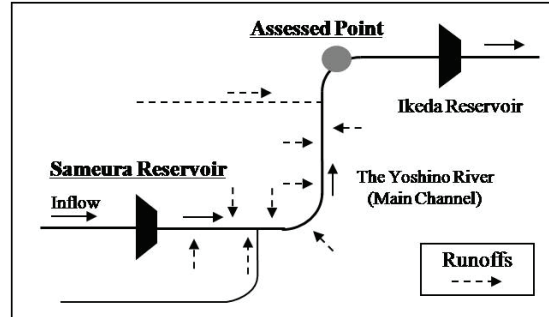 Assessed Point
Ikeda Reservoir
Sameura Reservoir
Inflow
The Yoshino River
(Main Channel)
Runoffs